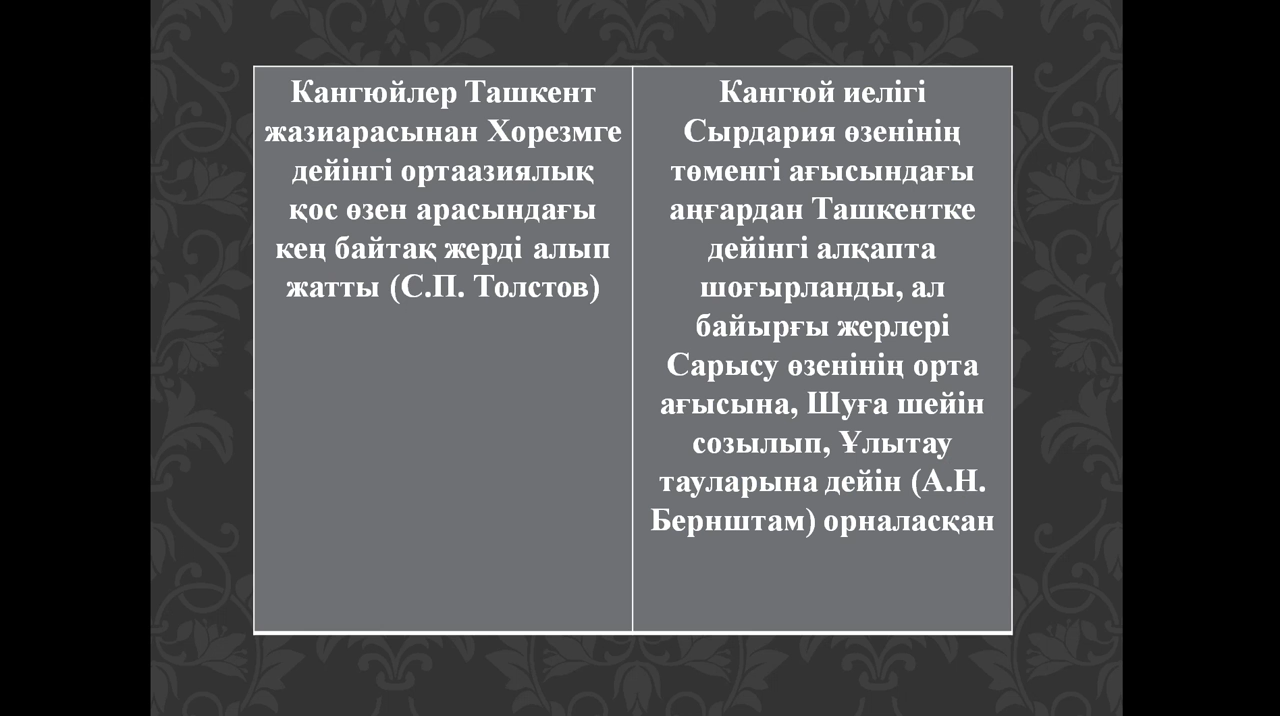 Кангюйлер Ташкент
жазиарасынан Хорезмге
дейінгі ортаазиялық
қос өзен арасындағы
кең байтақ жерді алып
жатты (С.П. Толстов)
Кангюй иелігі
Сырдария өзенінің
төменгі ағысындағы
аңғардан Ташкентке
дейінгі алқапта
шоғырланды, ал
байырғы жерлері
Сарысу өзенінің орта
ағысына, Шуға шейін
созылып, Ұлытау
тауларына дейін (А.Н.
Бернштам) орналасқан